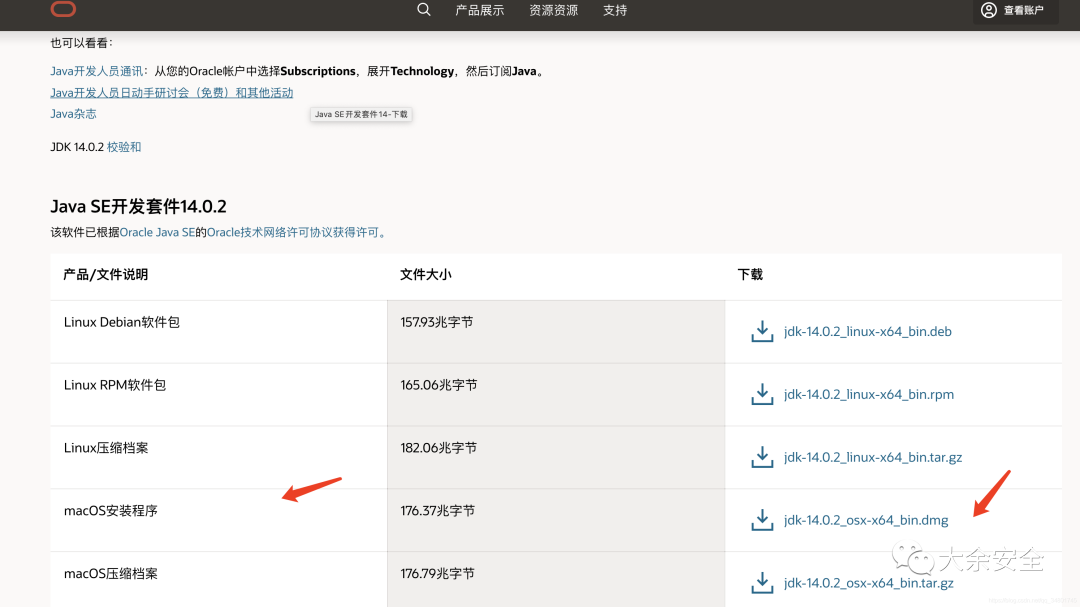 产品展示 资源资源 支持 查看账户
也可以看看：
Java开发人员通讯：从您的Oracle帐户中选择Subscriptions，展开Technology，然后订阅Java。
Java开发人员日动手研讨会（免费）和其他活动
Java杂志
Java SE开发套件14-下载
JDK 14.0.2 校验和
Java SE开发套件14.0.2
该软件已根据Oracle Java SE的Oracle技术网络许可协议获得许可。
产品/文件说明 文件大小 下载
Linux Debian软件包 157.93兆字节 jdk-14.0.2_linux-x64_bin.deb
Linux RPM软件包 165.06兆字节 jdk-14.0.2_linux-x64_bin.rpm
Linux压缩档案 182.06兆字节 jdk-14.0.2_linux-x64_bin.tar.gz
macOS安装程序 176.37兆字节 jdk-14.0.2_osx-x64_bin.dmg
大余安全
macOS压缩档案 176.79兆字节 jdk-14.0.2_osx-x64_bin.tar.gz